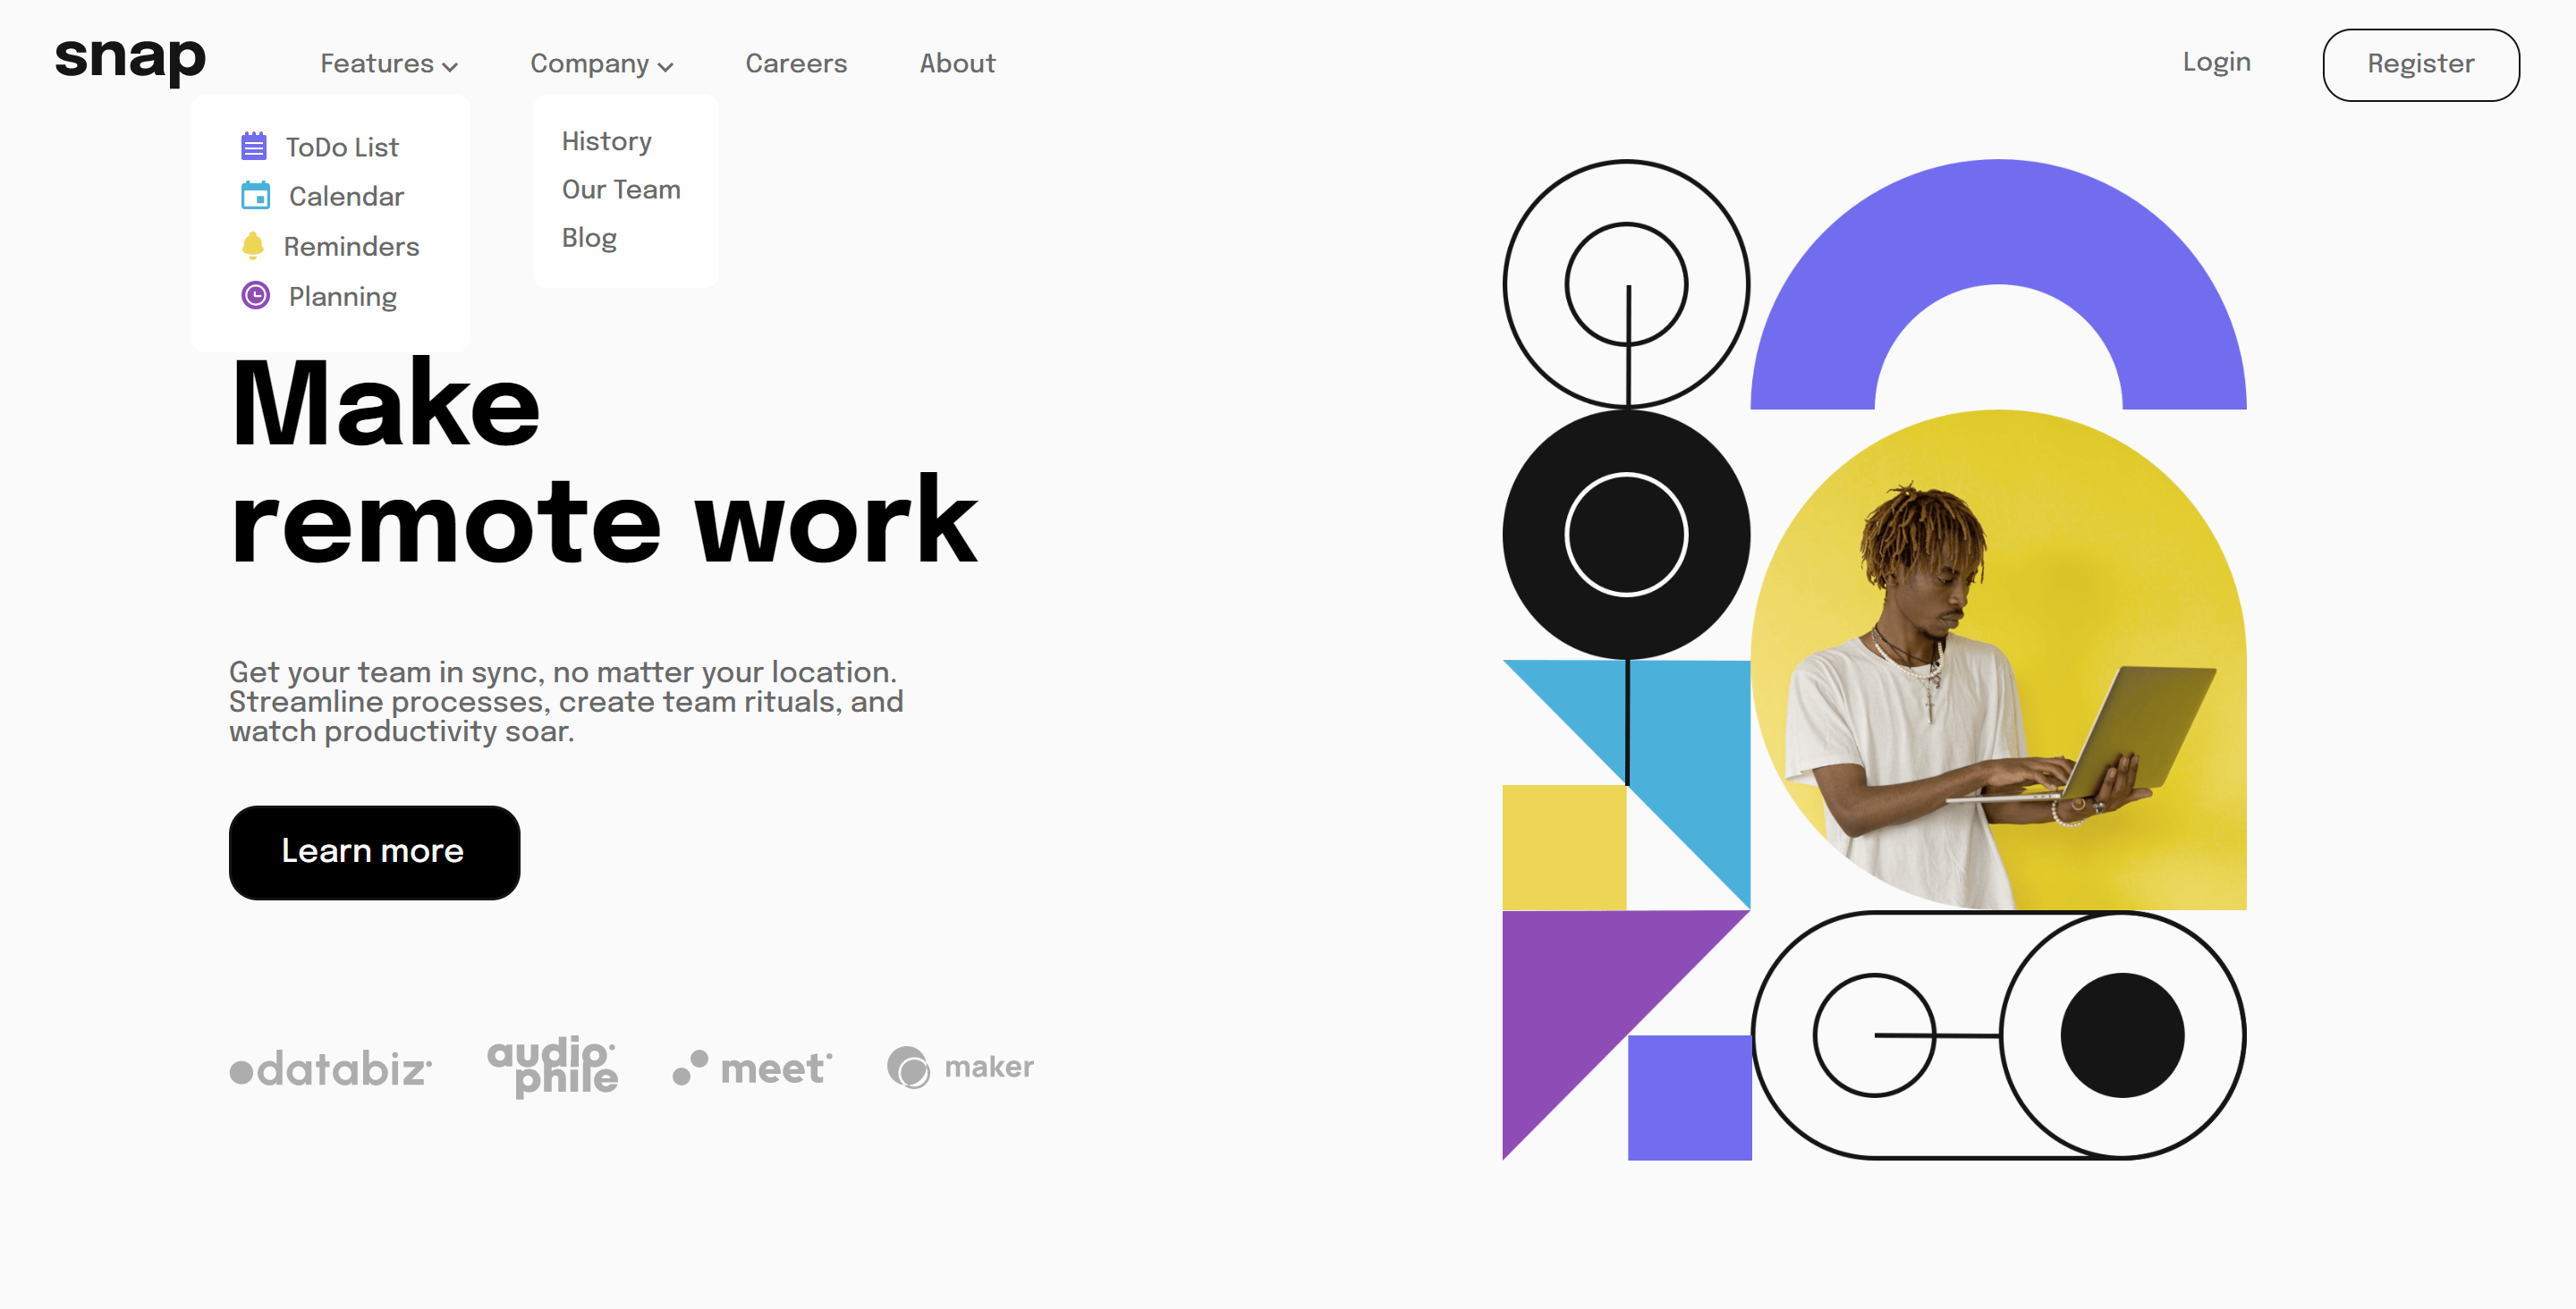 snap
Features
Company
Careers
About
Login
Register
ToDo List
Calendar
Reminders
Planning
History
Our Team
Blog
Make
remote work
Get your team in sync, no matter your location.
Streamline processes, create team rituals, and
watch productivity soar.
Learn more
databiz
audio
phile
meet
maker